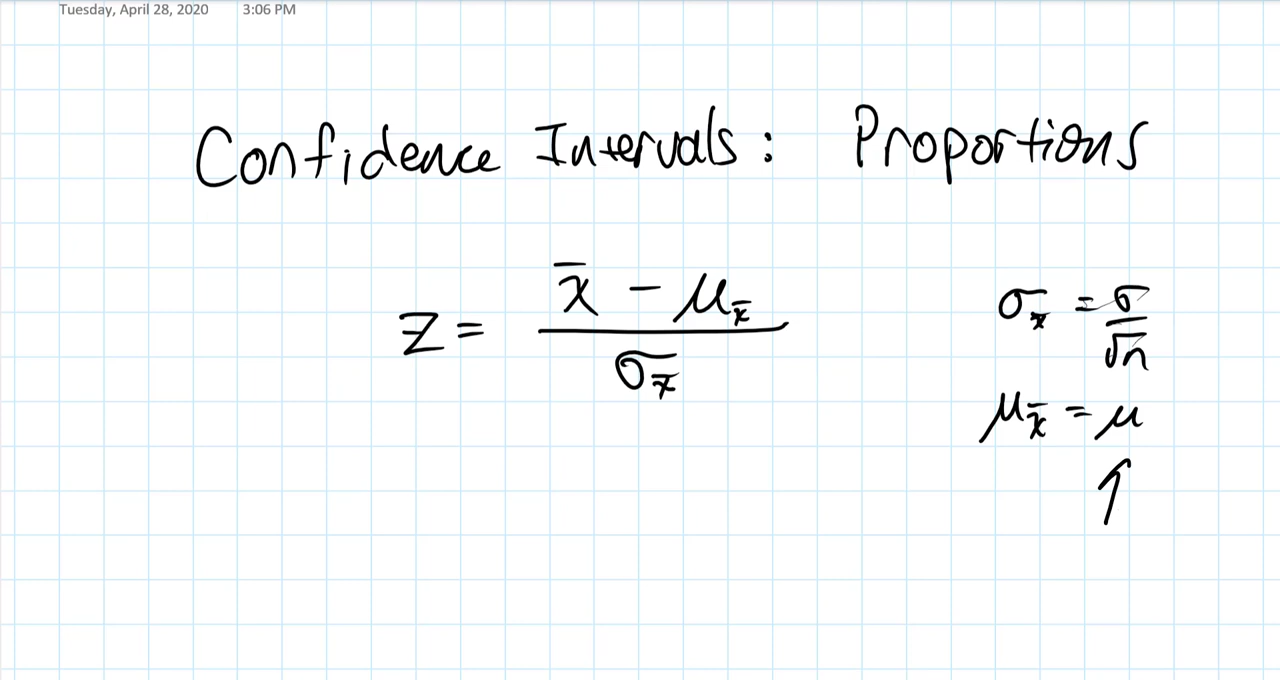 Tuesday, April 28, 2020 3:06 PM
Confidence Intervals: Proportions
z = (x̄ − μ_x̄) / σ_x̄
σ_x̄ = σ/√n
μ_x̄ = μ
↑